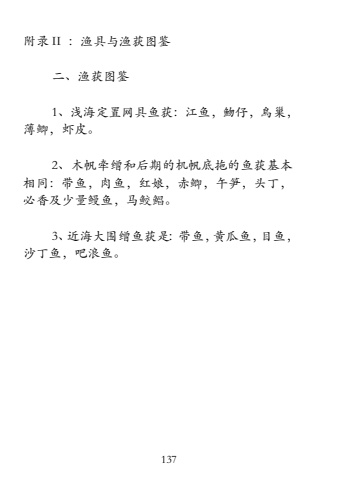 附录 II ：渔具与渔获图鉴
二、渔获图鉴
1、浅海定置网具鱼获：江鱼，鱽仔，鸟巢，
薄鲫，虾皮。
2、木帆牵缯和后期的机帆底拖的鱼获基本
相同：带鱼，肉鱼，红娘，赤鲫，午笋，头丁，
必香及少量鳗鱼，马鲛鲳。
3、近海大围缯鱼获是: 带鱼,黄瓜鱼,目鱼，
沙丁鱼，吧浪鱼。
137